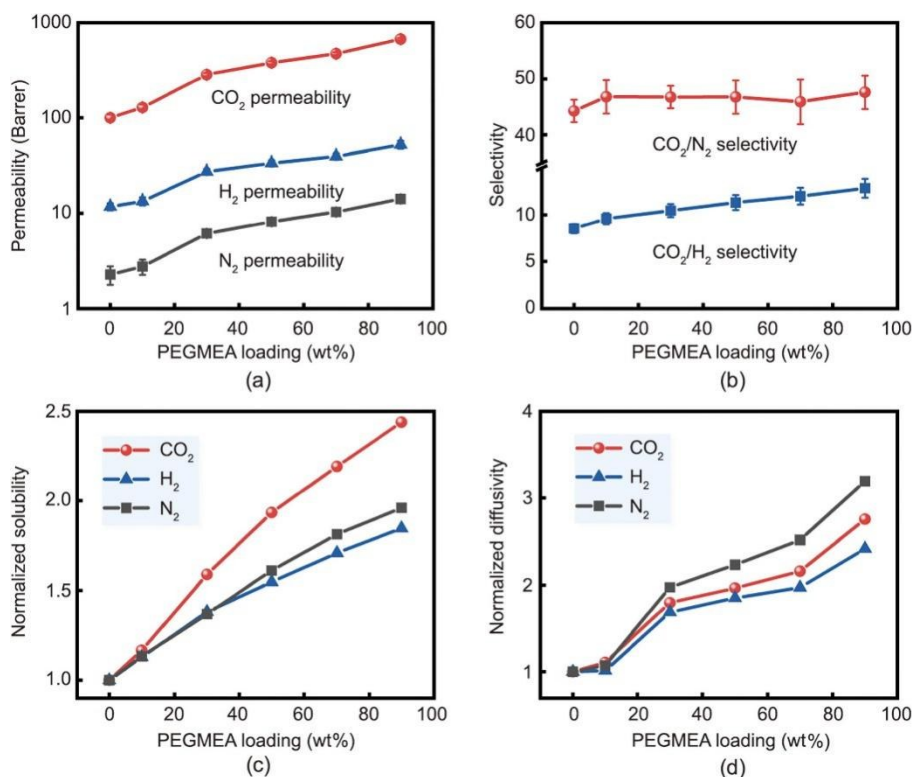 1000
100
10
1
Permeability (Barrer)
CO₂ permeability
H₂ permeability
N₂ permeability
0 20 40 60 80 100
PEGMEA loading (wt%)
(a)
60
50
40
10
5
0
Selectivity
CO₂/N₂ selectivity
CO₂/H₂ selectivity
0 20 40 60 80 100
PEGMEA loading (wt%)
(b)
2.5
2.0
1.5
1.0
Normalized solubility
CO₂
H₂
N₂
0 20 40 60 80 100
PEGMEA loading (wt%)
(c)
4
3
2
1
Normalized diffusivity
CO₂
H₂
N₂
0 20 40 60 80 100
PEGMEA loading (wt%)
(d)